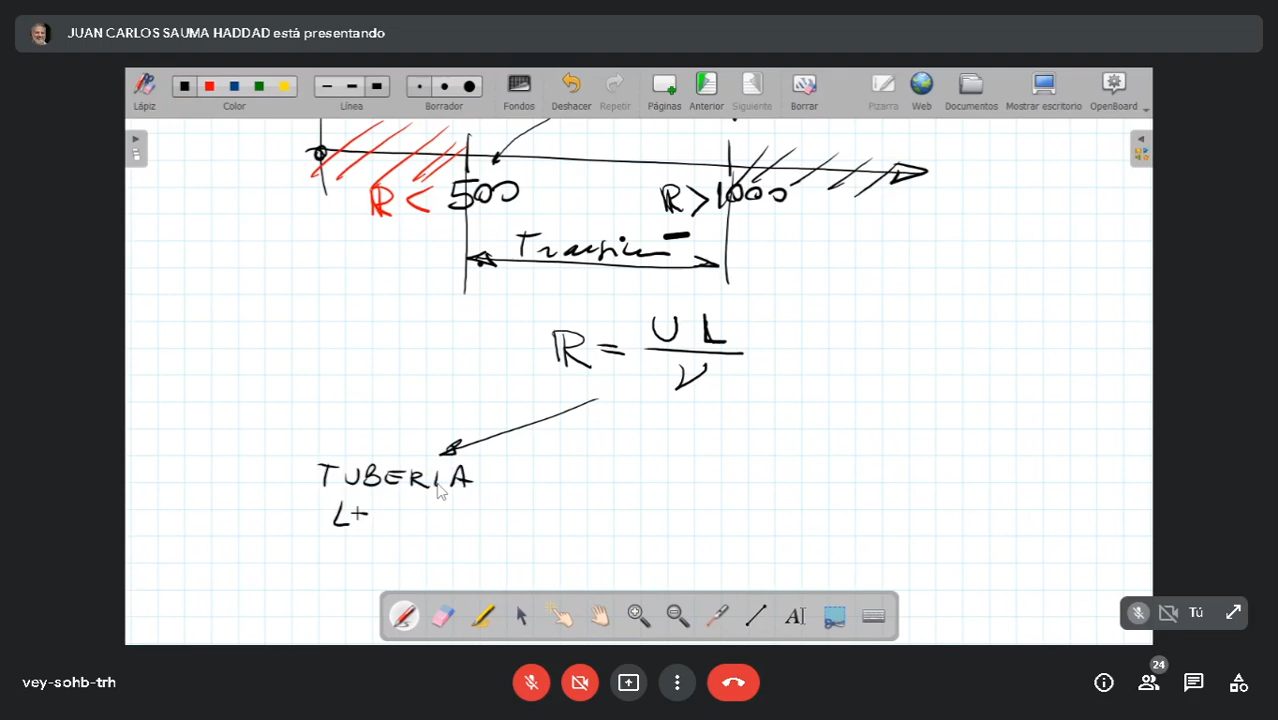 JUAN CARLOS SAUMA HADDAD está presentando
Lápiz Color Línea Borrador Fondos Deshacer Repetir Páginas Anterior Siguiente Borrar Pizarra Web Documentos Mostrar escritorio OpenBoard
ℝ < 500 ℝ > 1000
ℝ = U L
ν
TUBERIA
L+
AI
Tú
vey-sohb-trh
24